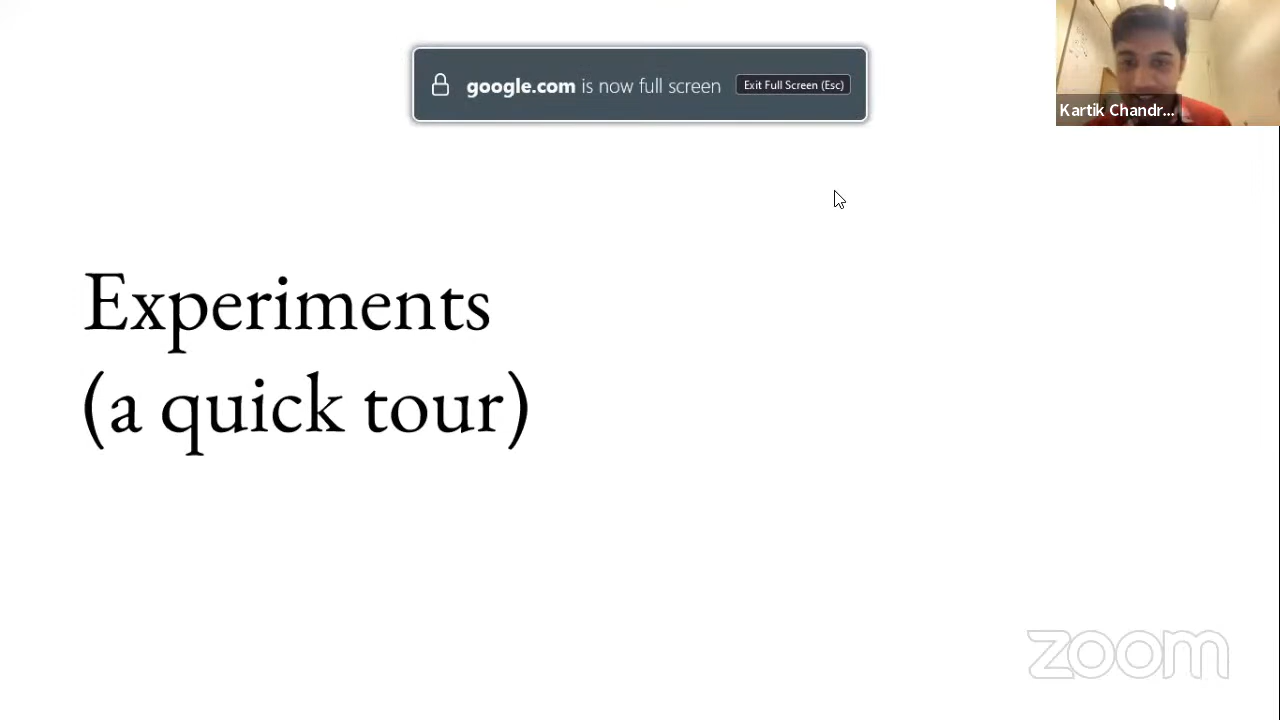 google.com is now full screen Exit Full Screen (Esc)
Kartik Chandr...
Experiments
(a quick tour)
zoom